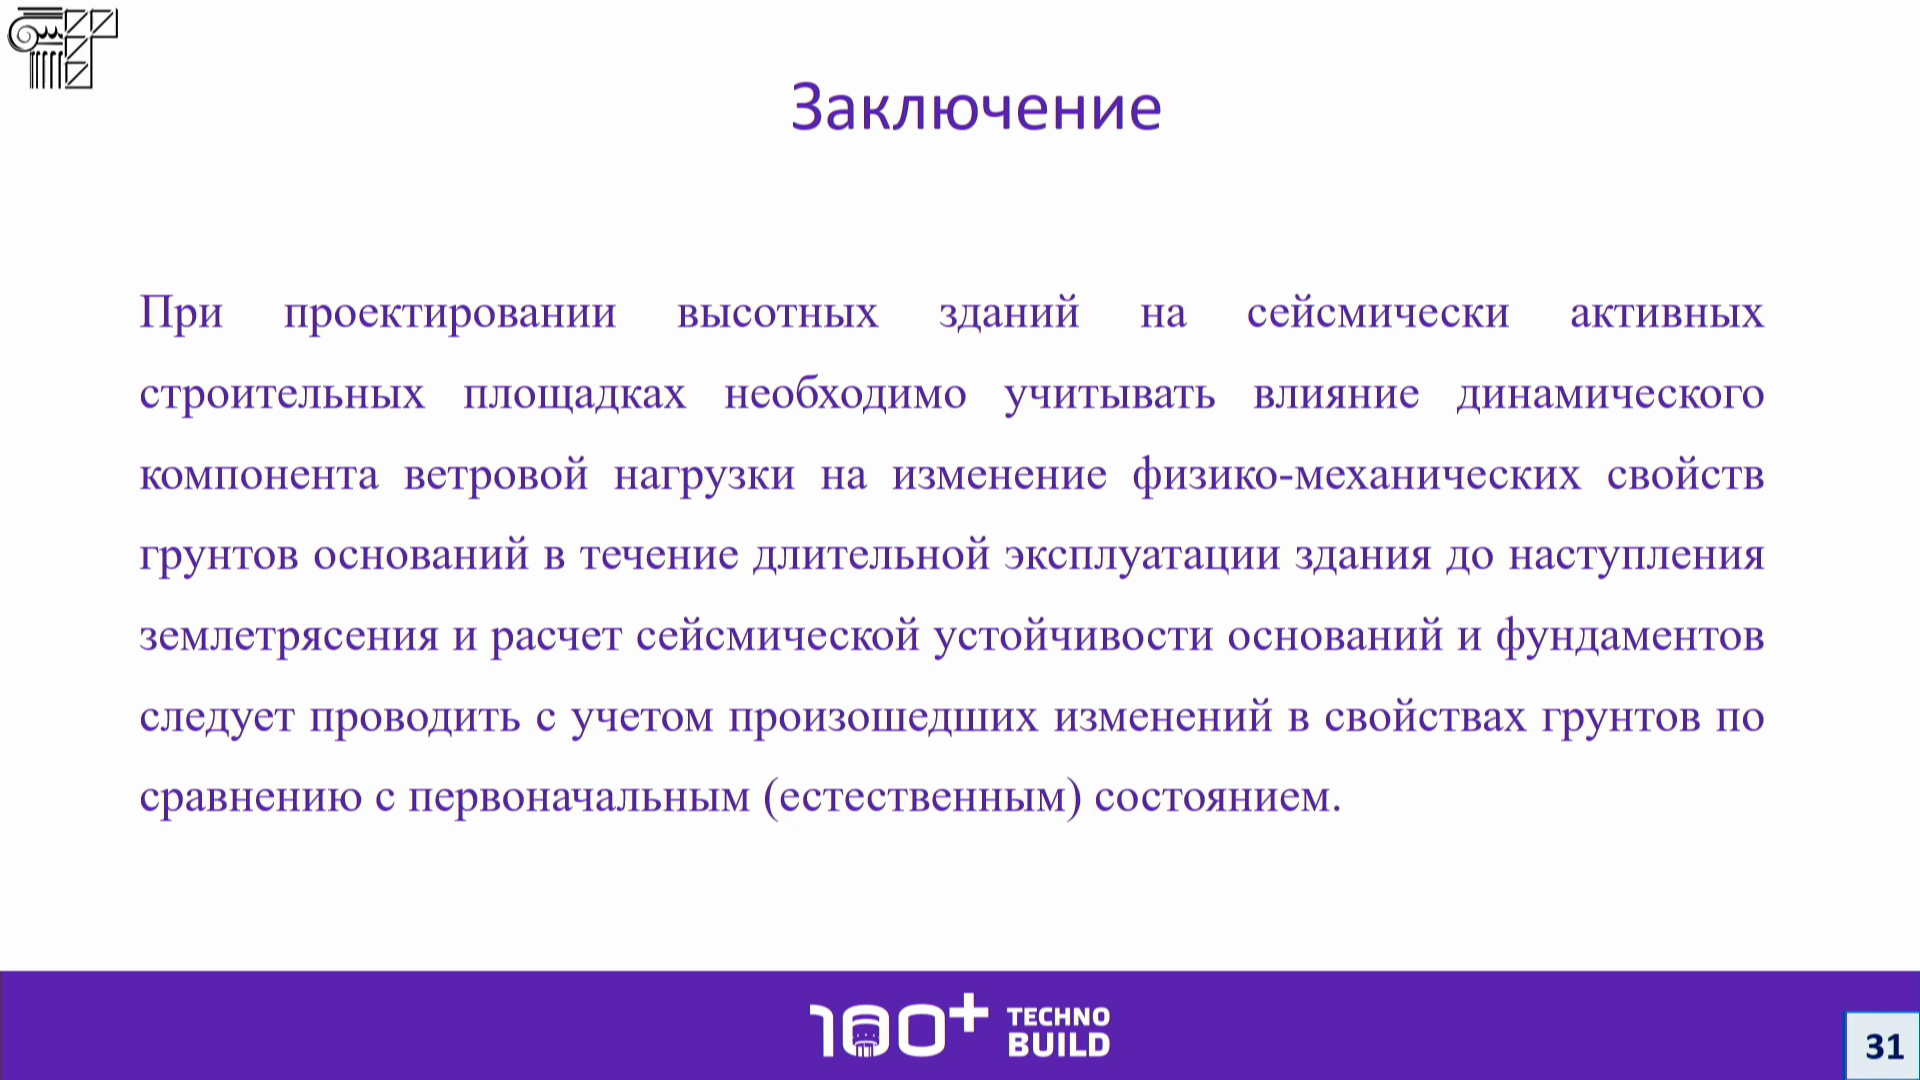 Заключение
При проектировании высотных зданий на сейсмически активных
строительных площадках необходимо учитывать влияние динамического
компонента ветровой нагрузки на изменение физико-механических свойств
грунтов оснований в течение длительной эксплуатации здания до наступления
землетрясения и расчет сейсмической устойчивости оснований и фундаментов
следует проводить с учетом произошедших изменений в свойствах грунтов по
сравнению с первоначальным (естественным) состоянием.
100+ TECHNO
BUILD
31